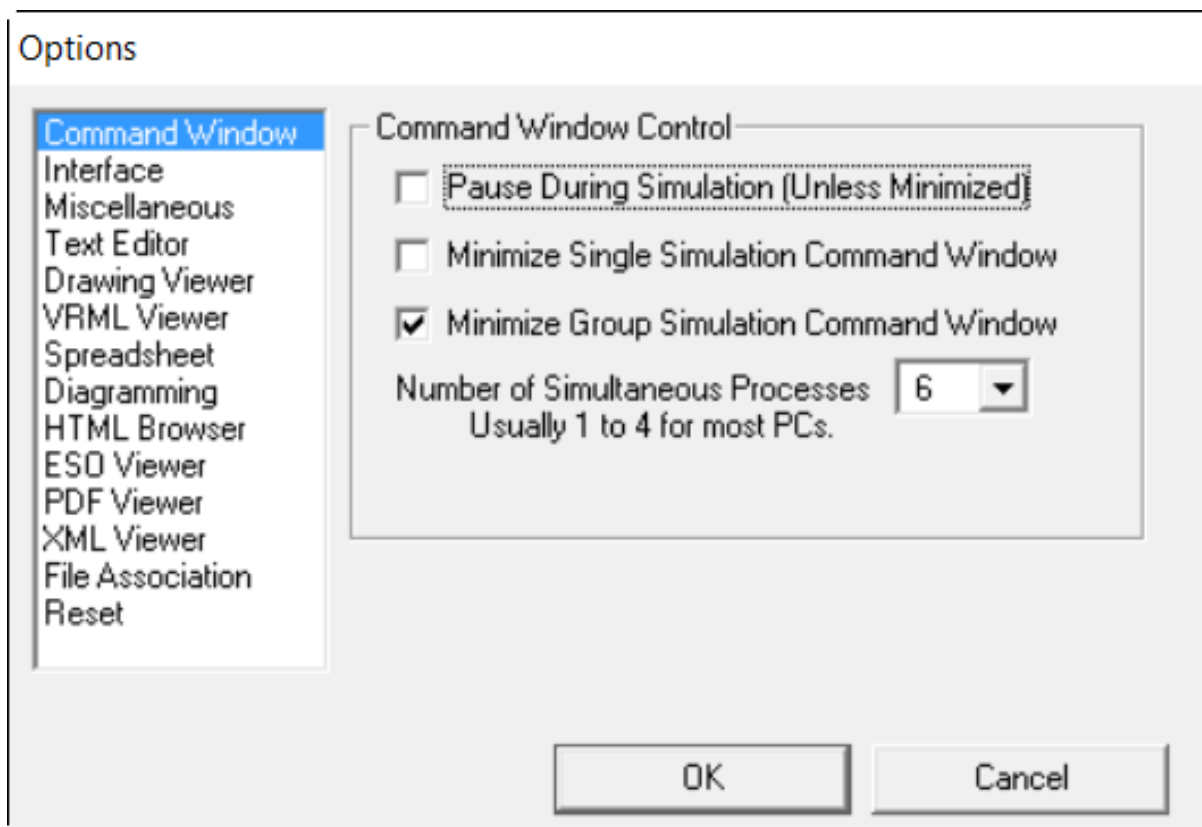 Options
Command Window
Interface
Miscellaneous
Text Editor
Drawing Viewer
VRML Viewer
Spreadsheet
Diagramming
HTML Browser
ESO Viewer
PDF Viewer
XML Viewer
File Association
Reset
Command Window Control
Pause During Simulation (Unless Minimized)
Minimize Single Simulation Command Window
Minimize Group Simulation Command Window
Number of Simultaneous Processes 6
Usually 1 to 4 for most PCs.
OK Cancel